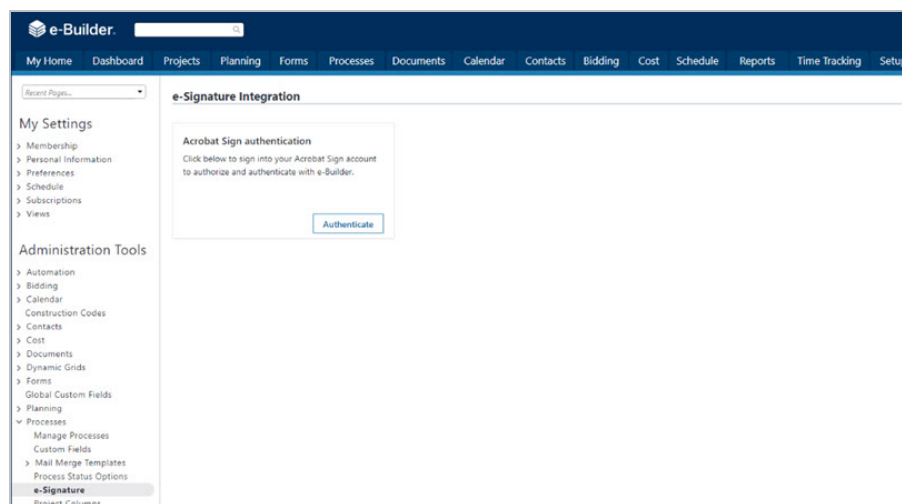 e-Builder.
My Home Dashboard Projects Planning Forms Processes Documents Calendar Contacts Bidding Cost Schedule Reports Time Tracking Setup
Recent Pages...
e-Signature Integration
My Settings
Membership
Personal Information
Preferences
Schedule
Subscriptions
Views
Acrobat Sign authentication
Click below to sign into your Acrobat Sign account
to authorize and authenticate with e-Builder.
Authenticate
Administration Tools
Automation
Bidding
Calendar
Construction Codes
Contacts
Cost
Documents
Dynamic Grids
Forms
Global Custom Fields
Planning
Processes
Manage Processes
Custom Fields
Mail Merge Templates
Process Status Options
e-Signature
Project Columns